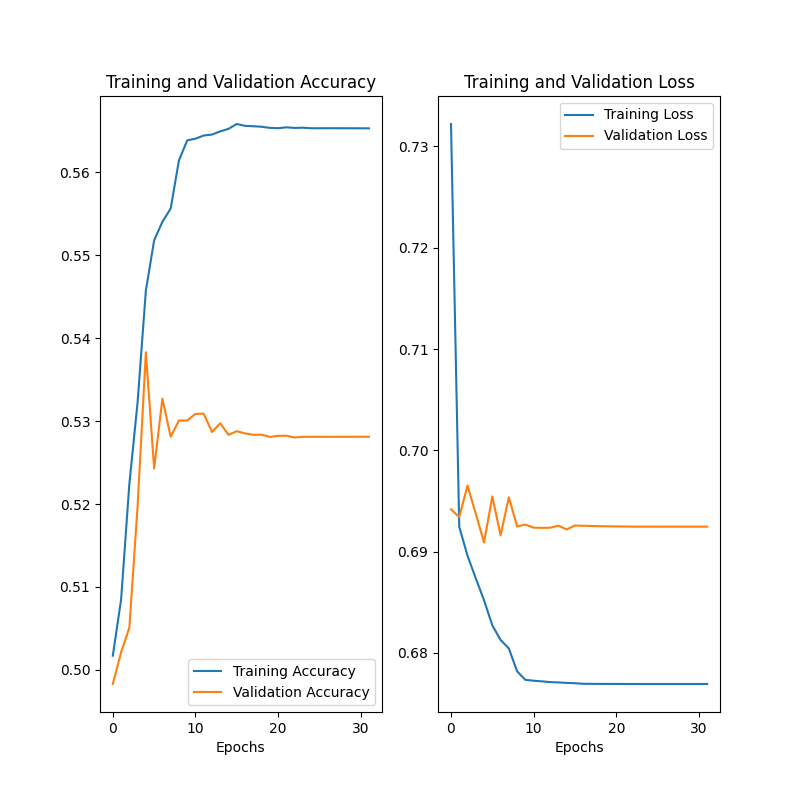 Training and Validation Accuracy
0.56
0.55
0.54
0.53
0.52
0.51
0.50
Training Accuracy
Validation Accuracy
0 10 20 30
Epochs
Training and Validation Loss
Training Loss
Validation Loss
0.73
0.72
0.71
0.70
0.69
0.68
0 10 20 30
Epochs